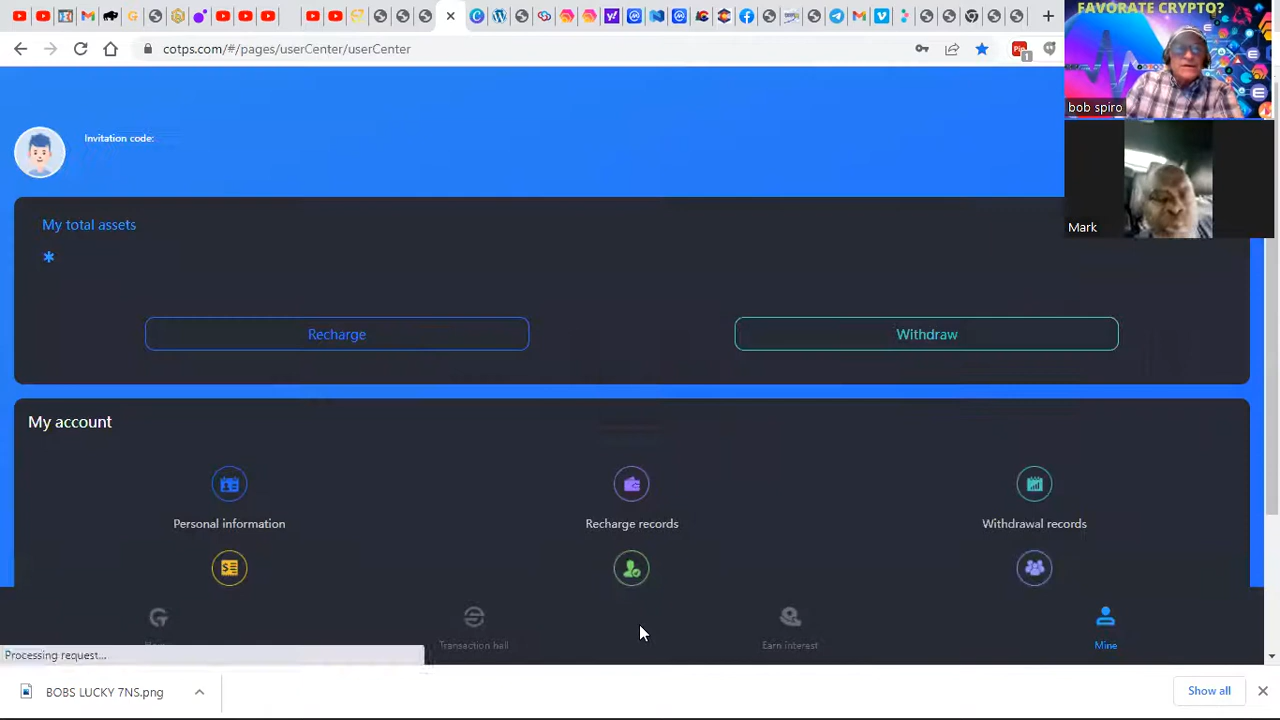 FAVORATE CRYPTO?
cotps.com/#/pages/userCenter/userCenter
1
bob spiro
Invitation code:
Mark
My total assets
*
Recharge
Withdraw
My account
Personal information
Recharge records
Withdrawal records
Transaction hall
Earn interest
Mine
Processing request...
BOBS LUCKY 7NS.png
Show all